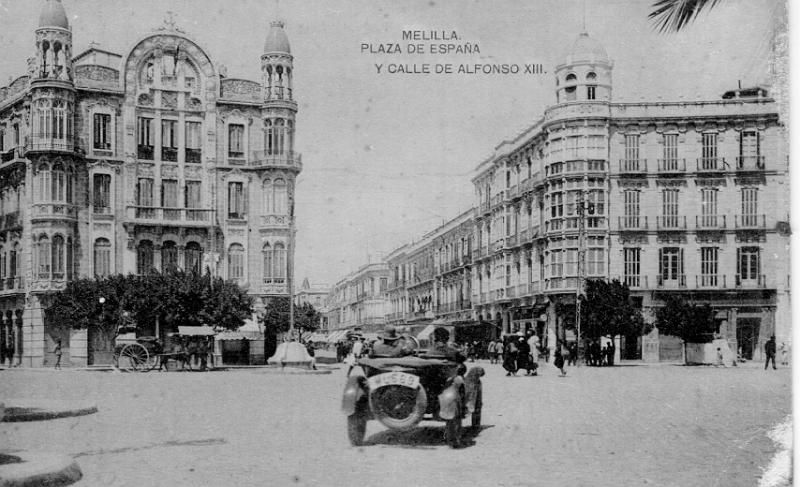 MELILLA.
PLAZA DE ESPAÑA
Y CALLE DE ALFONSO XIII.